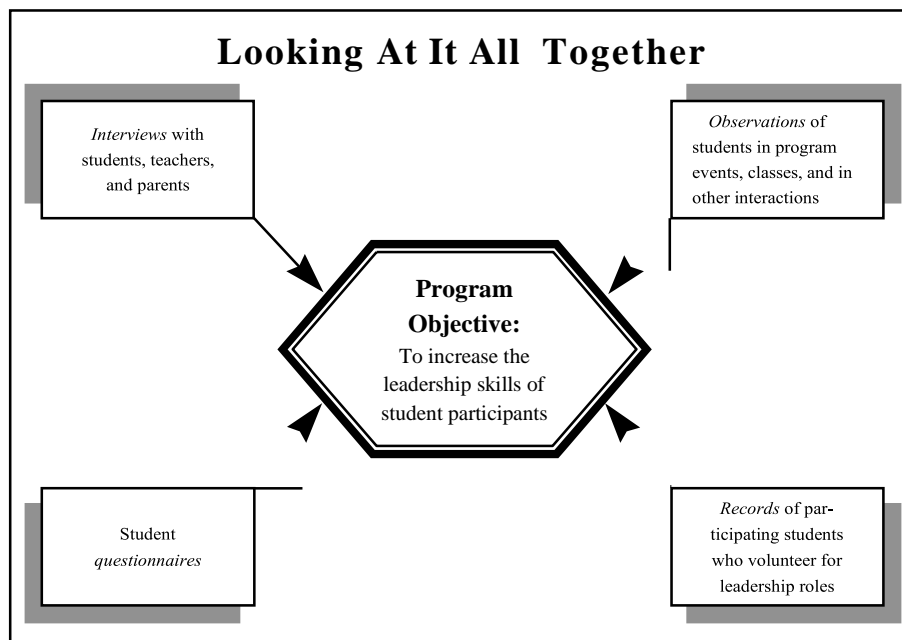 Looking At It All Together
Interviews with
students, teachers,
and parents
Observations of
students in program
events, classes, and in
other interactions
Program
Objective:
To increase the
leadership skills of
student participants
Student
questionnaires
Records of par-
ticipating students
who volunteer for
leadership roles